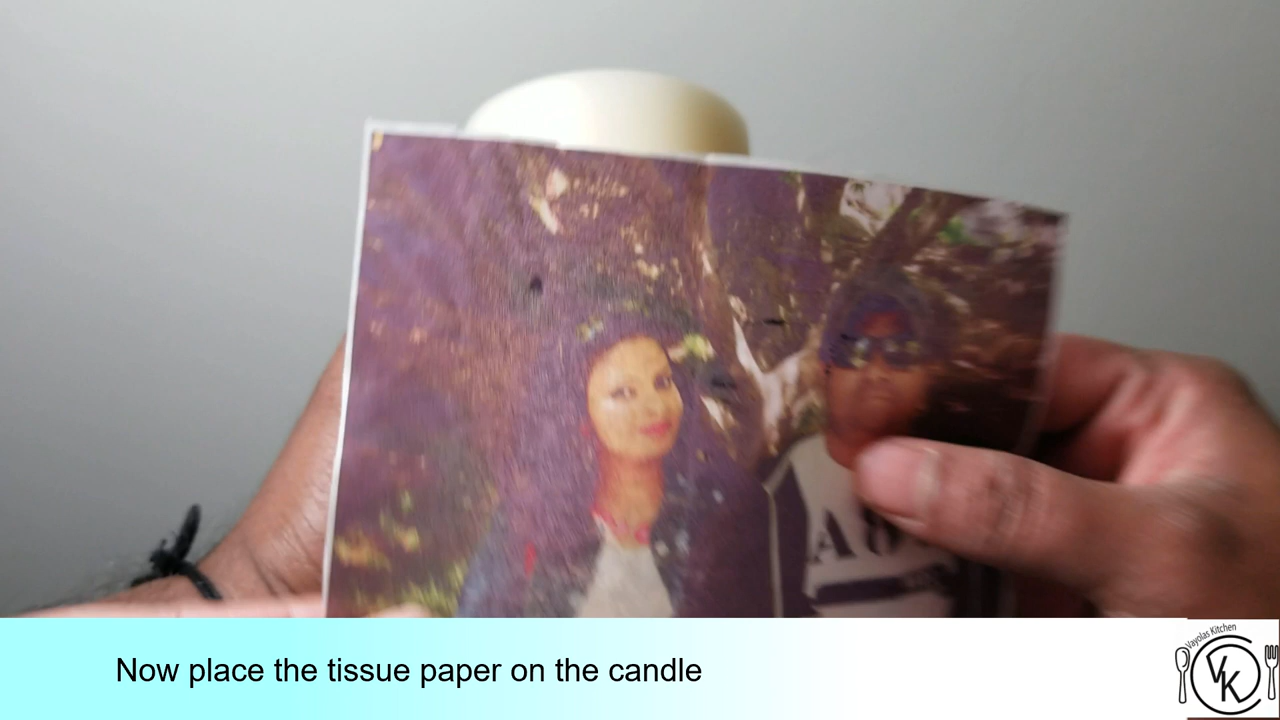 Now place the tissue paper on the candle
Vayolas Kitchen
VK